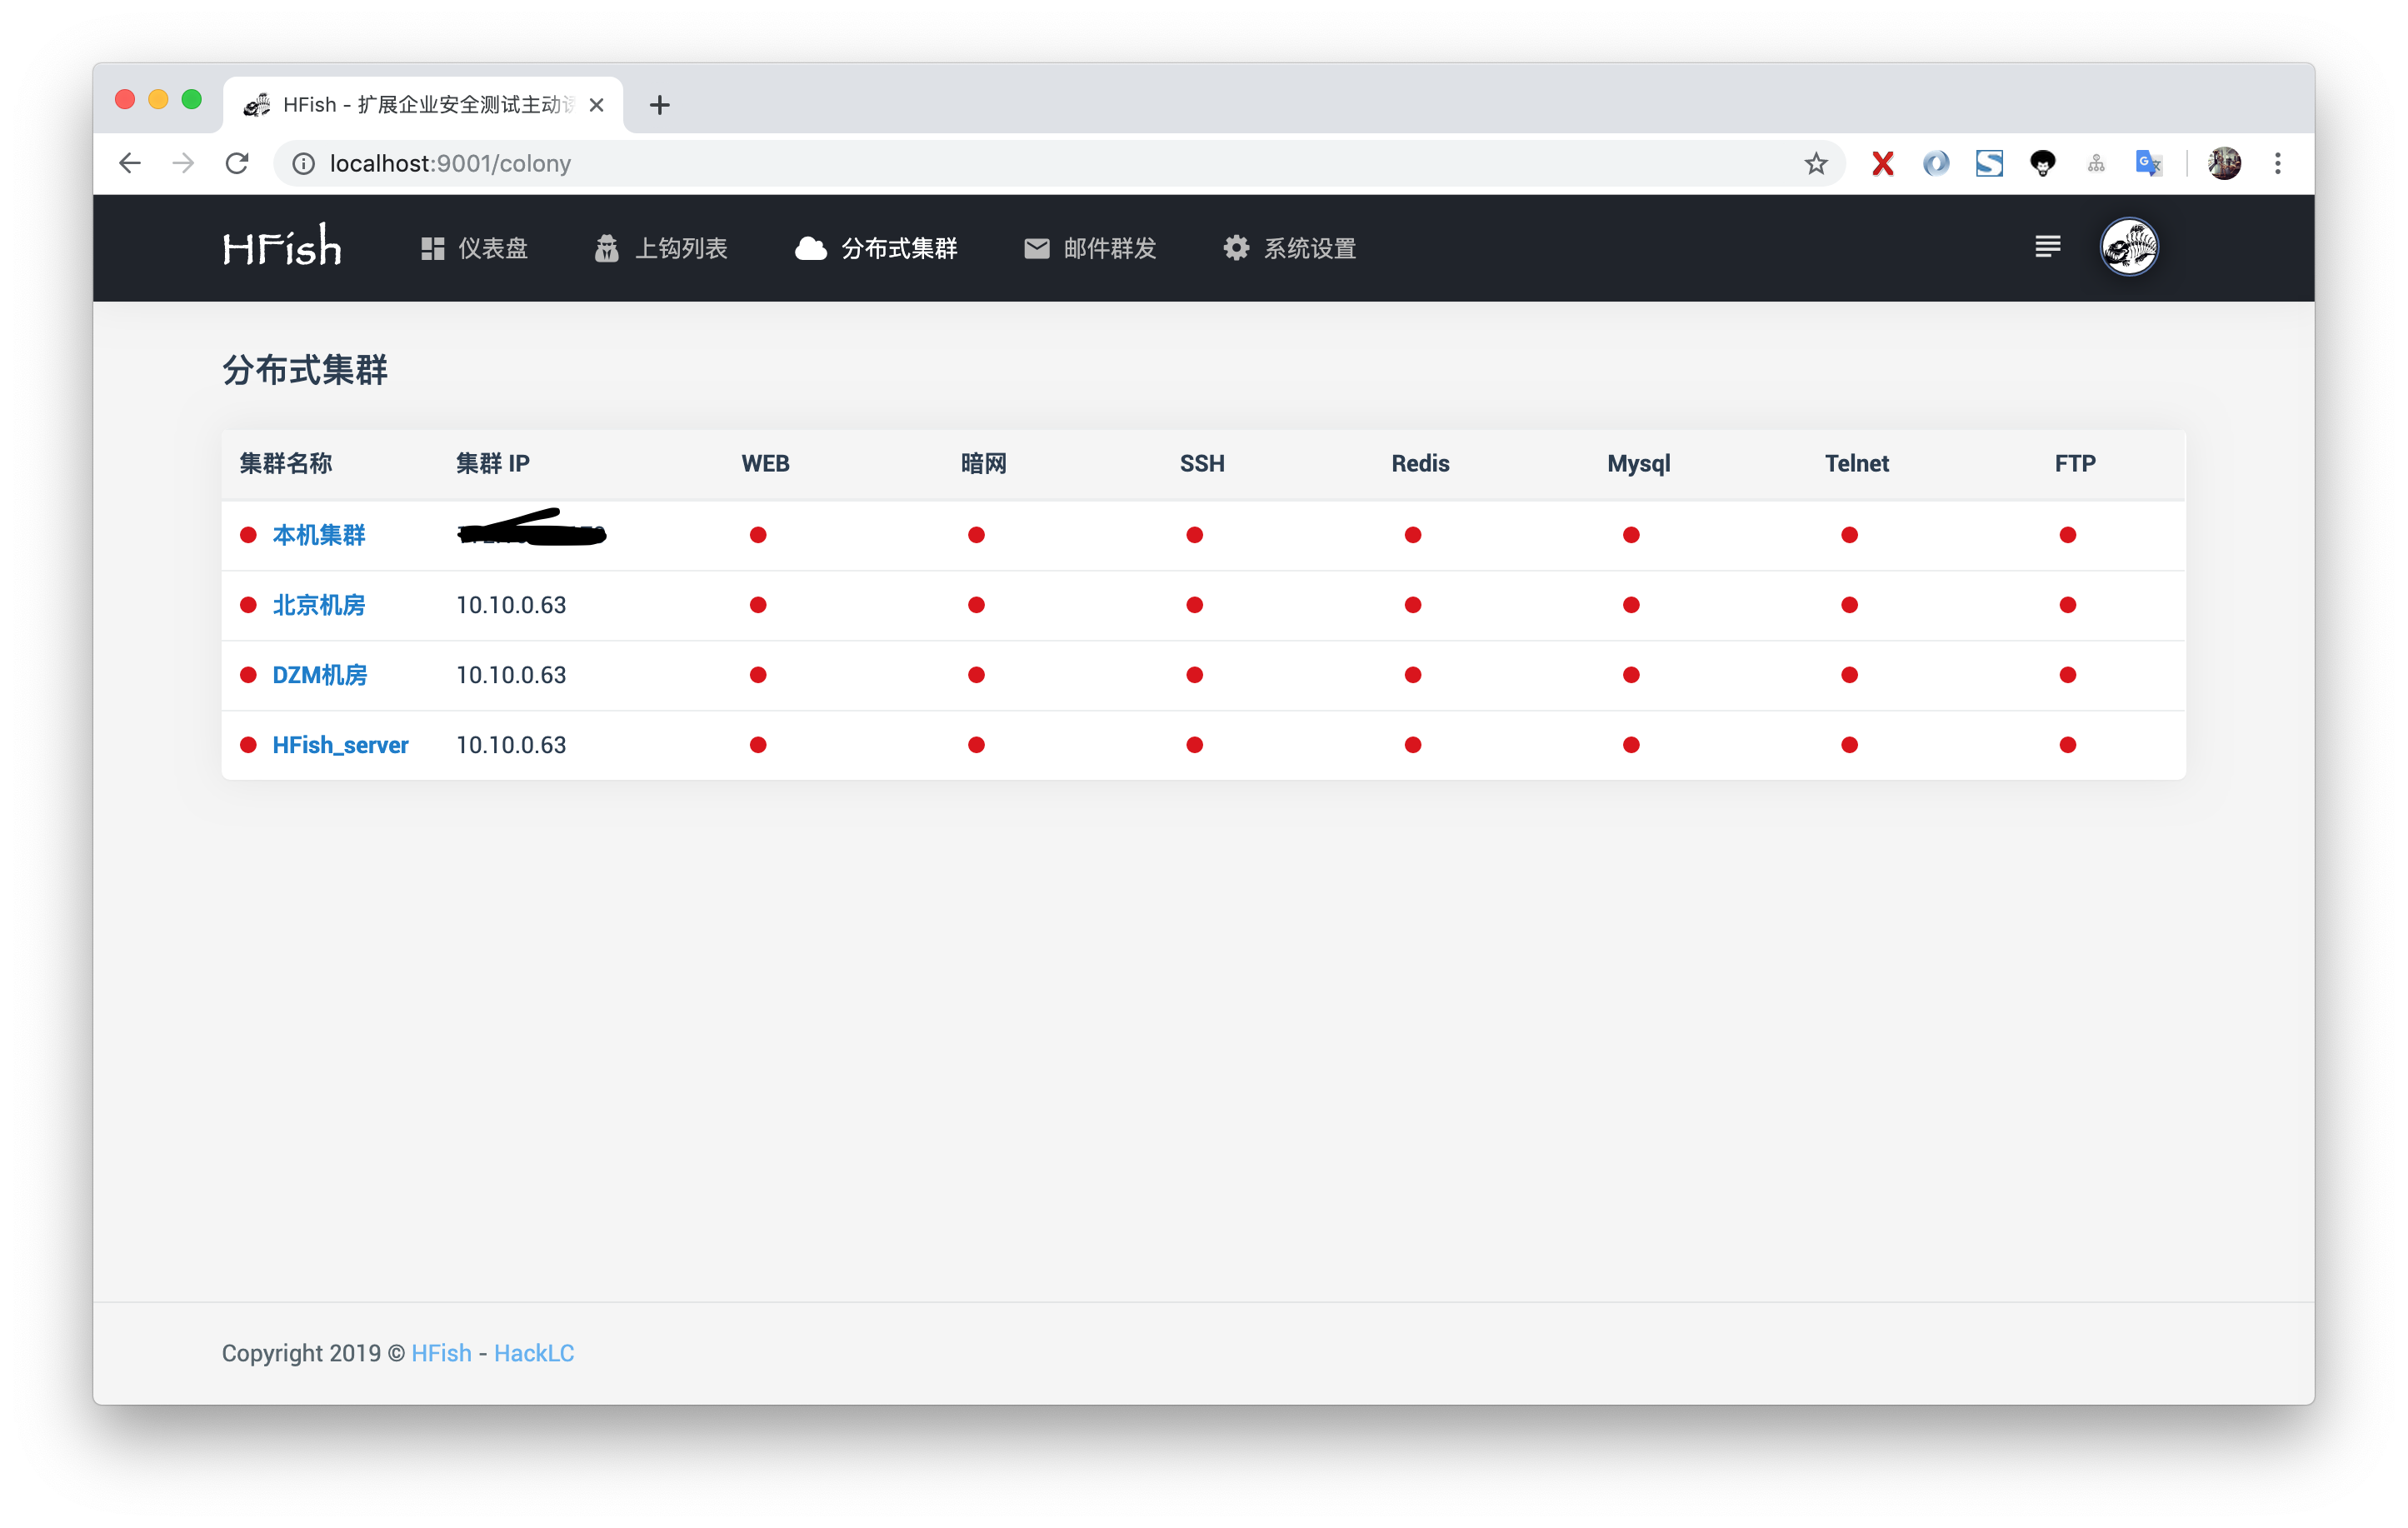 HFish - 扩展企业安全测试主动
localhost:9001/colony
HFish 仪表盘 上钩列表 分布式集群 邮件群发 系统设置
分布式集群
集群名称 集群 IP WEB 暗网 SSH Redis Mysql Telnet FTP
本机集群
北京机房 10.10.0.63
DZM机房 10.10.0.63
HFish_server 10.10.0.63
Copyright 2019 © HFish - HackLC